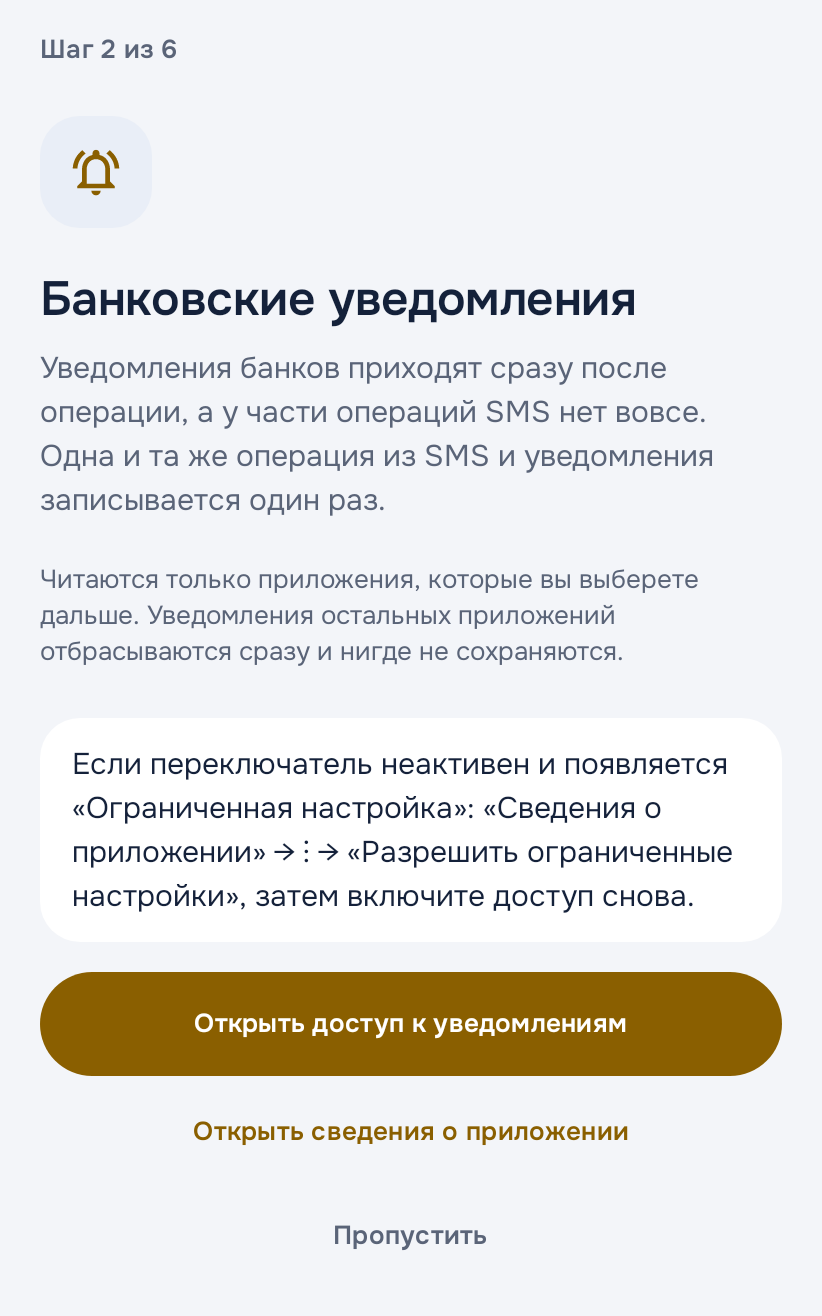 Шаг 2 из 6
Банковские уведомления
Уведомления банков приходят сразу после
операции, а у части операций SMS нет вовсе.
Одна и та же операция из SMS и уведомления
записывается один раз.
Читаются только приложения, которые вы выберете
дальше. Уведомления остальных приложений
отбрасываются сразу и нигде не сохраняются.
Если переключатель неактивен и появляется
«Ограниченная настройка»: «Сведения о
приложении» → ⋮ → «Разрешить ограниченные
настройки», затем включите доступ снова.
Открыть доступ к уведомлениям
Открыть сведения о приложении
Пропустить